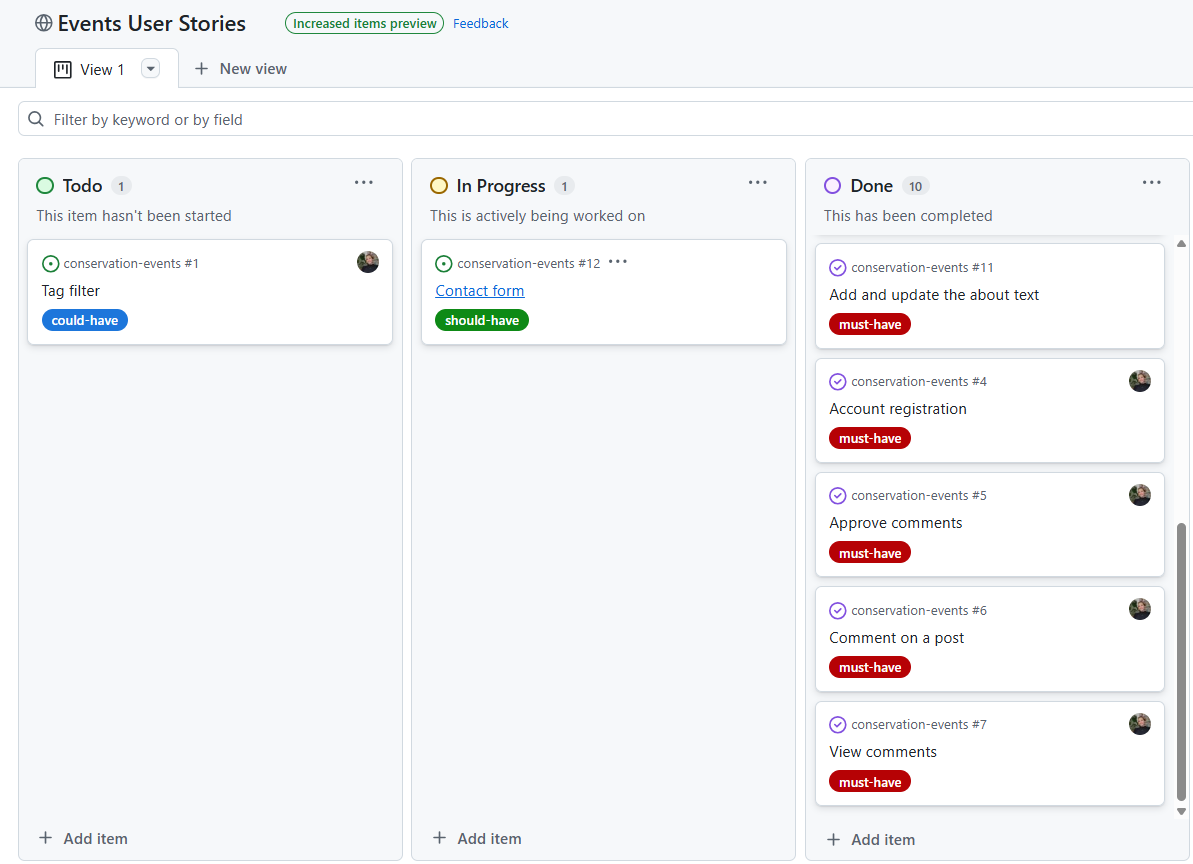 Events User Stories
Increased items preview
Feedback
View 1
New view
Filter by keyword or by field
Todo 1
This item hasn't been started
conservation-events #1
Tag filter
could-have
Add item
In Progress 1
This is actively being worked on
conservation-events #12
Contact form
should-have
Add item
Done 10
This has been completed
conservation-events #11
Add and update the about text
must-have
conservation-events #4
Account registration
must-have
conservation-events #5
Approve comments
must-have
conservation-events #6
Comment on a post
must-have
conservation-events #7
View comments
must-have
Add item